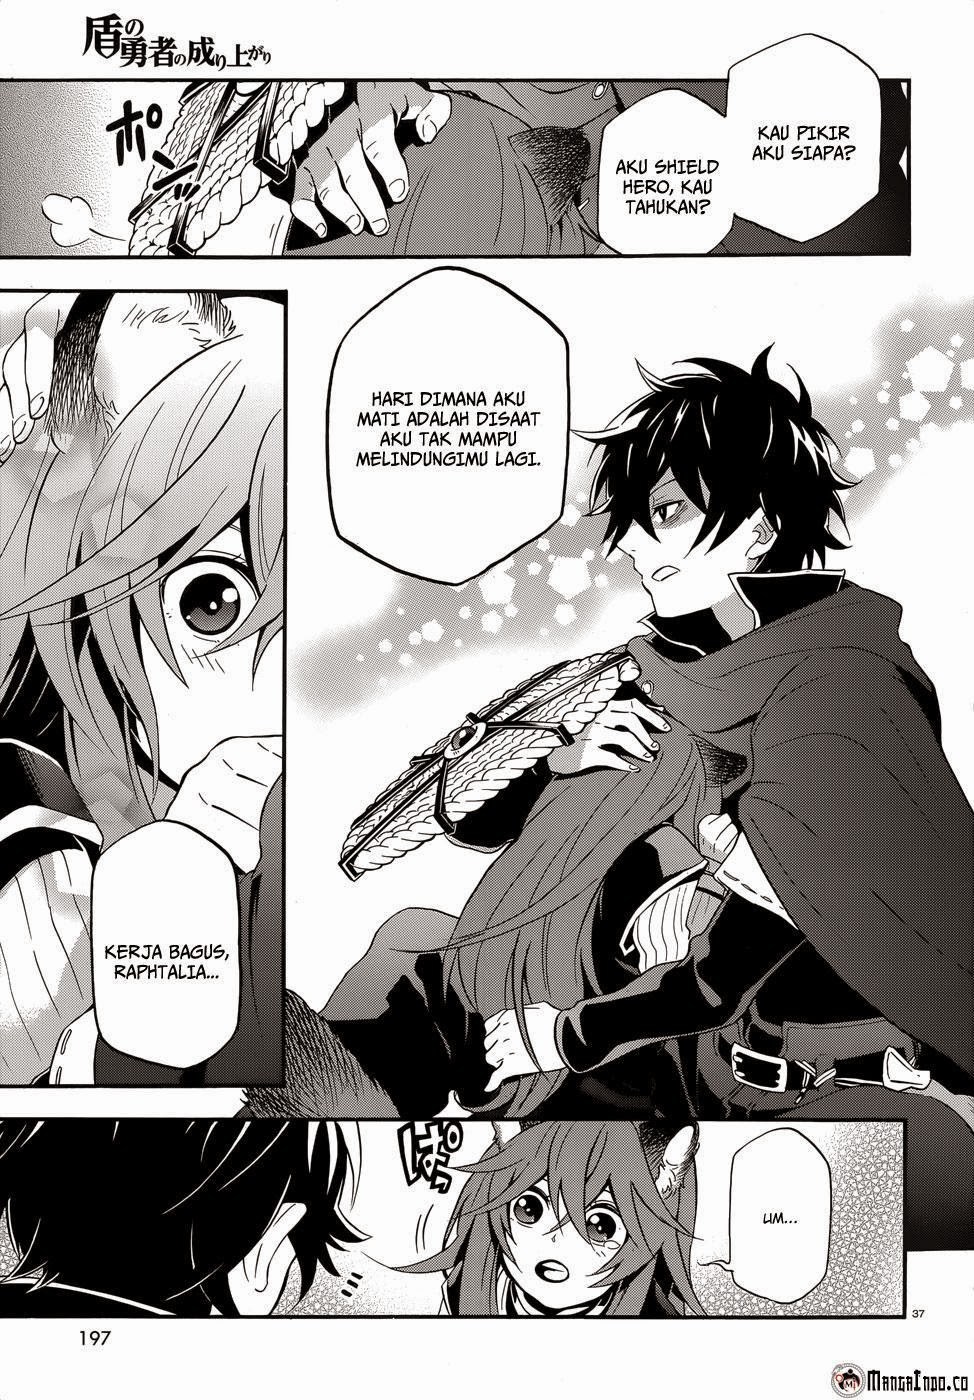 盾の勇者の成り上がり
KAU PIKIR
AKU SIAPA?
AKU SHIELD
HERO, KAU
TAHUKAN?
ポンッ
HARI DIMANA AKU
MATI ADALAH DISAAT
AKU TAK MAMPU
MELINDUNGIMU LAGI.
KERJA BAGUS,
RAPHTALIA...
UM...
ぱっ
37
197
MANGAINDO.CO